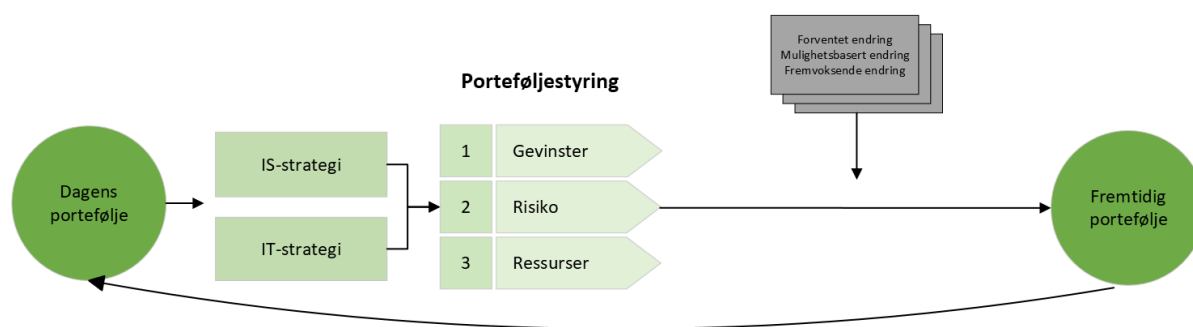 Forventet endring
Mulighetsbasert endring
Fremvoksende endring
Porteføljestyring
Dagens
portefølje
IS-strategi
IT-strategi
1 Gevinster
2 Risiko
3 Ressurser
Fremtidig
portefølje